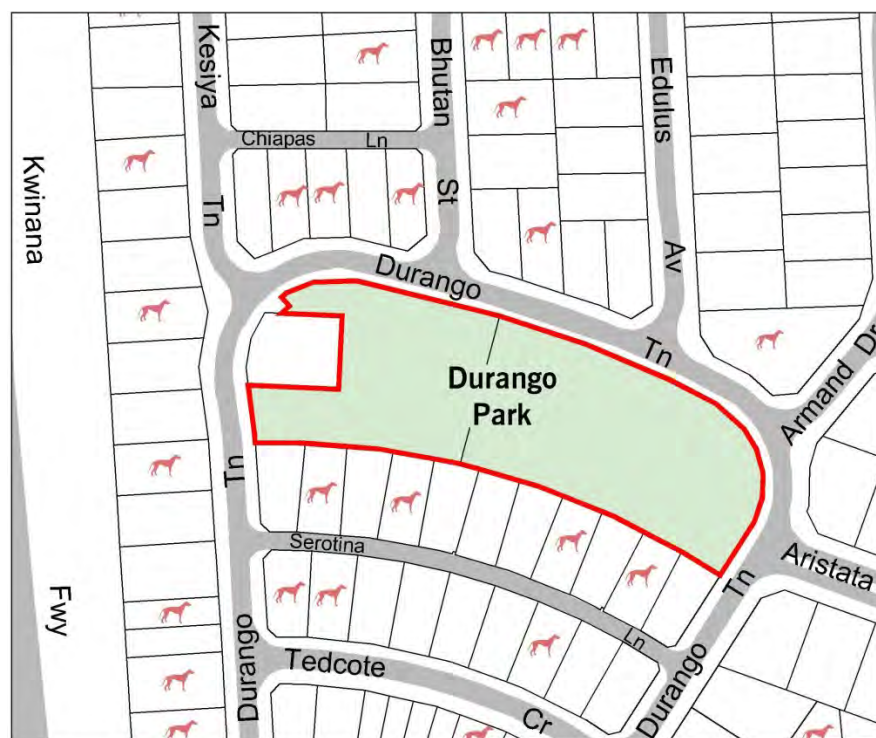 Kesiya
Tn
Bhutan
St
Edulus
Av
Chiapas Ln
Kwinana
Fwy
Durango
Tn
Armand Dr
Durango
Park
Tn
Serotina
Ln
Aristata
Tn
Durango
Durango
Tedcote
Cr